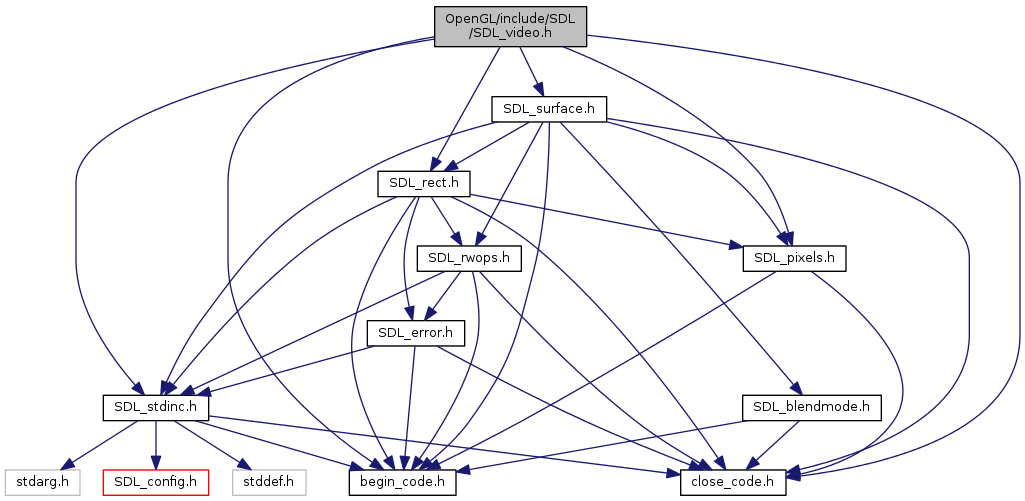 OpenGL/include/SDL
/SDL_video.h
SDL_surface.h
SDL_rect.h
SDL_rwops.h
SDL_pixels.h
SDL_error.h
SDL_stdinc.h
SDL_blendmode.h
stdarg.h
SDL_config.h
stddef.h
begin_code.h
close_code.h